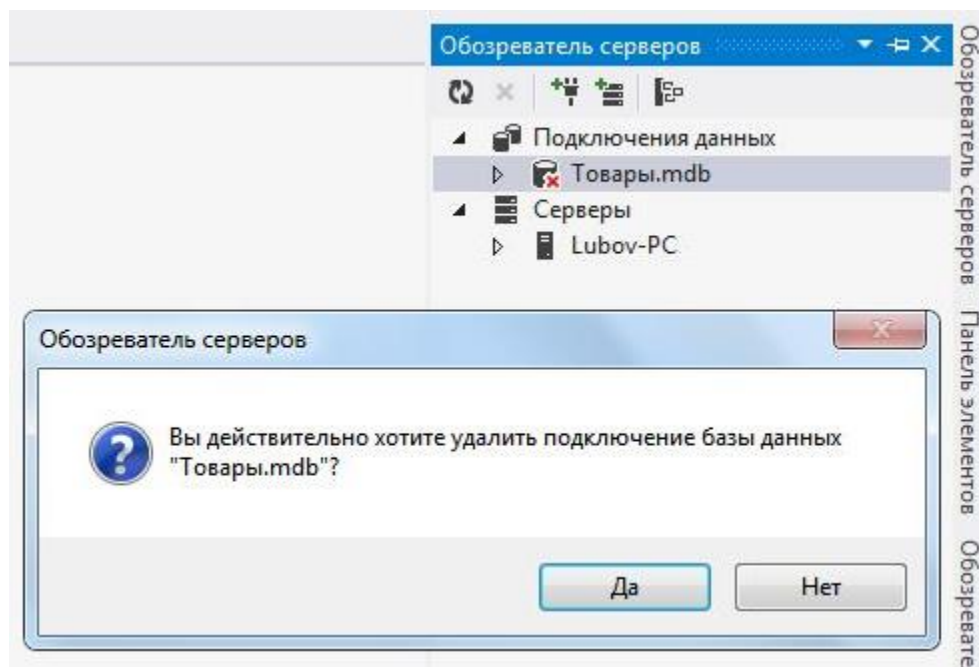 Обозреватель серверов
Подключения данных
Товары.mdb
Серверы
Lubov-PC
Обозреватель серверов
Вы действительно хотите удалить подключение базы данных
"Товары.mdb"?
Да
Нет
Обозреватель серверов
Панель элементов
Обозревате